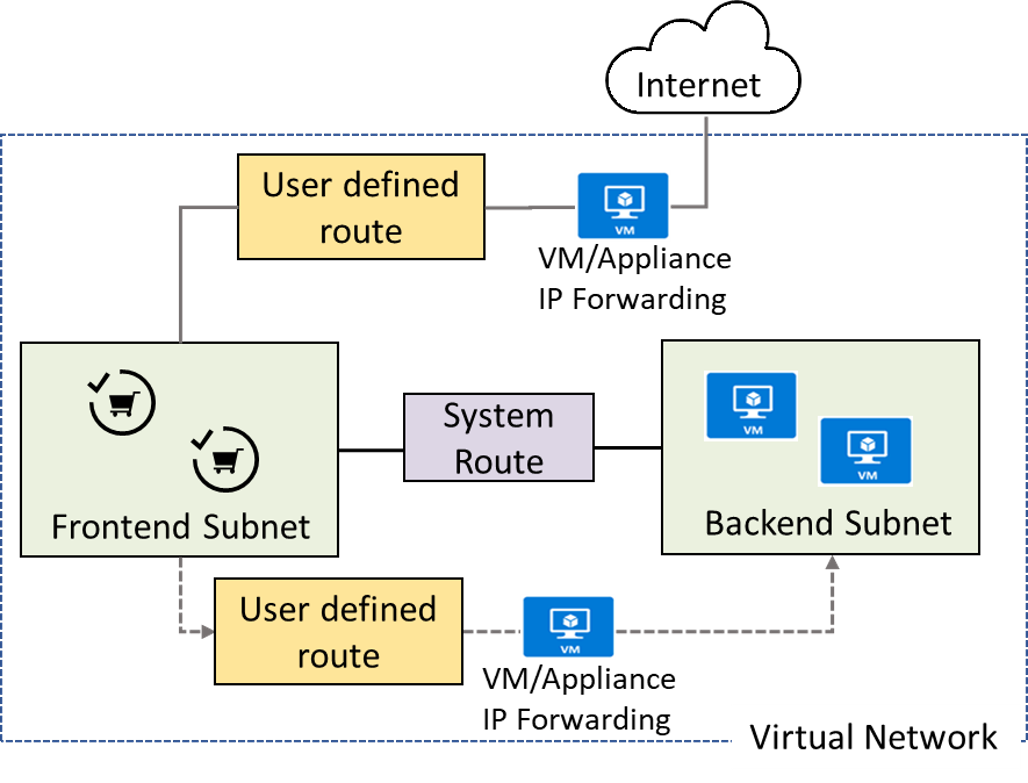 Internet
User defined
route
VM
VM/Appliance
IP Forwarding
System
Route
VM
VM
Frontend Subnet
Backend Subnet
User defined
route
VM
VM/Appliance
IP Forwarding
Virtual Network